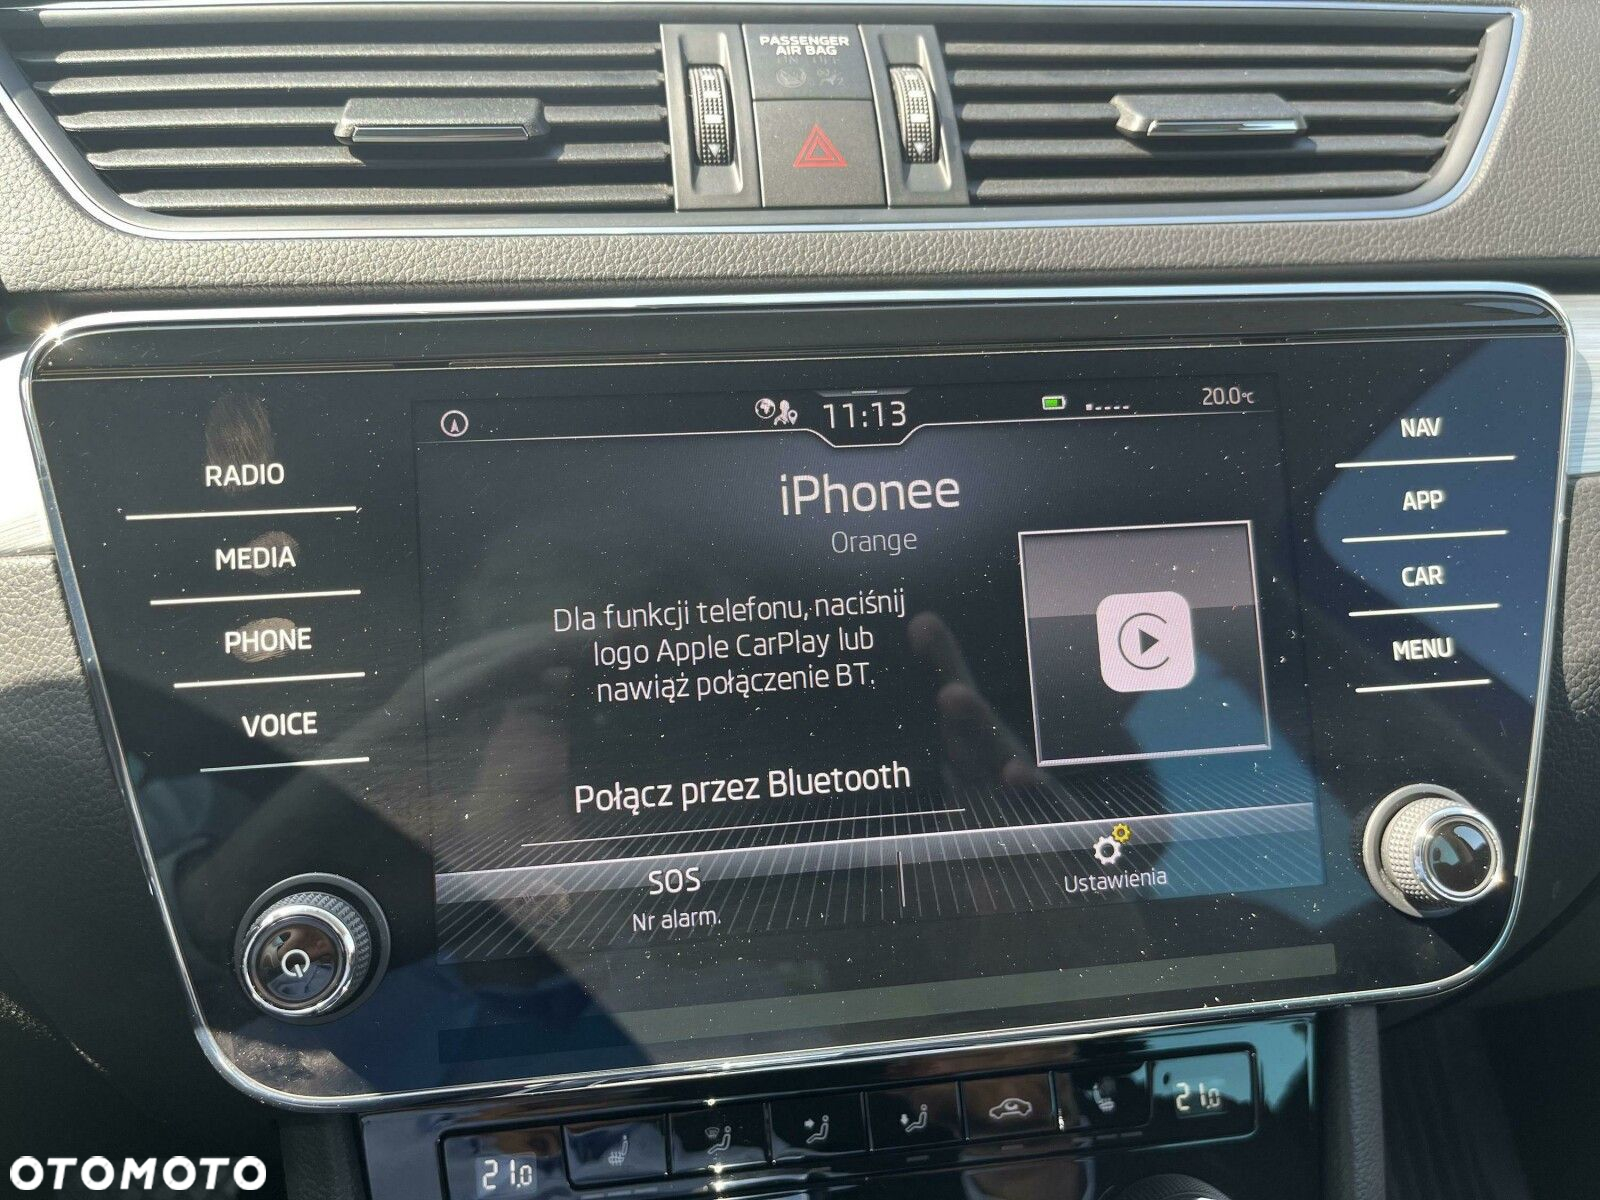 PASSENGER
AIR BAG
11:13
20.0°C
RADIO
MEDIA
PHONE
VOICE
iPhonee
Orange
Dla funkcji telefonu, naciśnij
logo Apple CarPlay lub
nawiąż połączenie BT.
Połącz przez Bluetooth
SOS
Nr alarm.
Ustawienia
NAV
APP
CAR
MENU
21.0
21.0
OTOMOTO